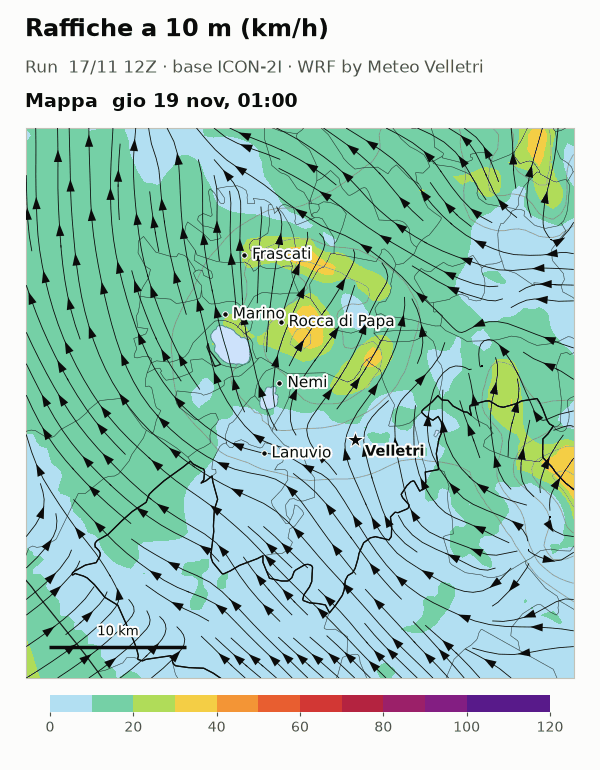 Raffiche a 10 m (km/h)
Run 17/11 12Z · base ICON-2I · WRF by Meteo Velletri
Mappa gio 19 nov, 01:00
Frascati
Marino
Rocca di Papa
Nemi
Velletri
Lanuvio
10 km
0 20 40 60 80 100 120